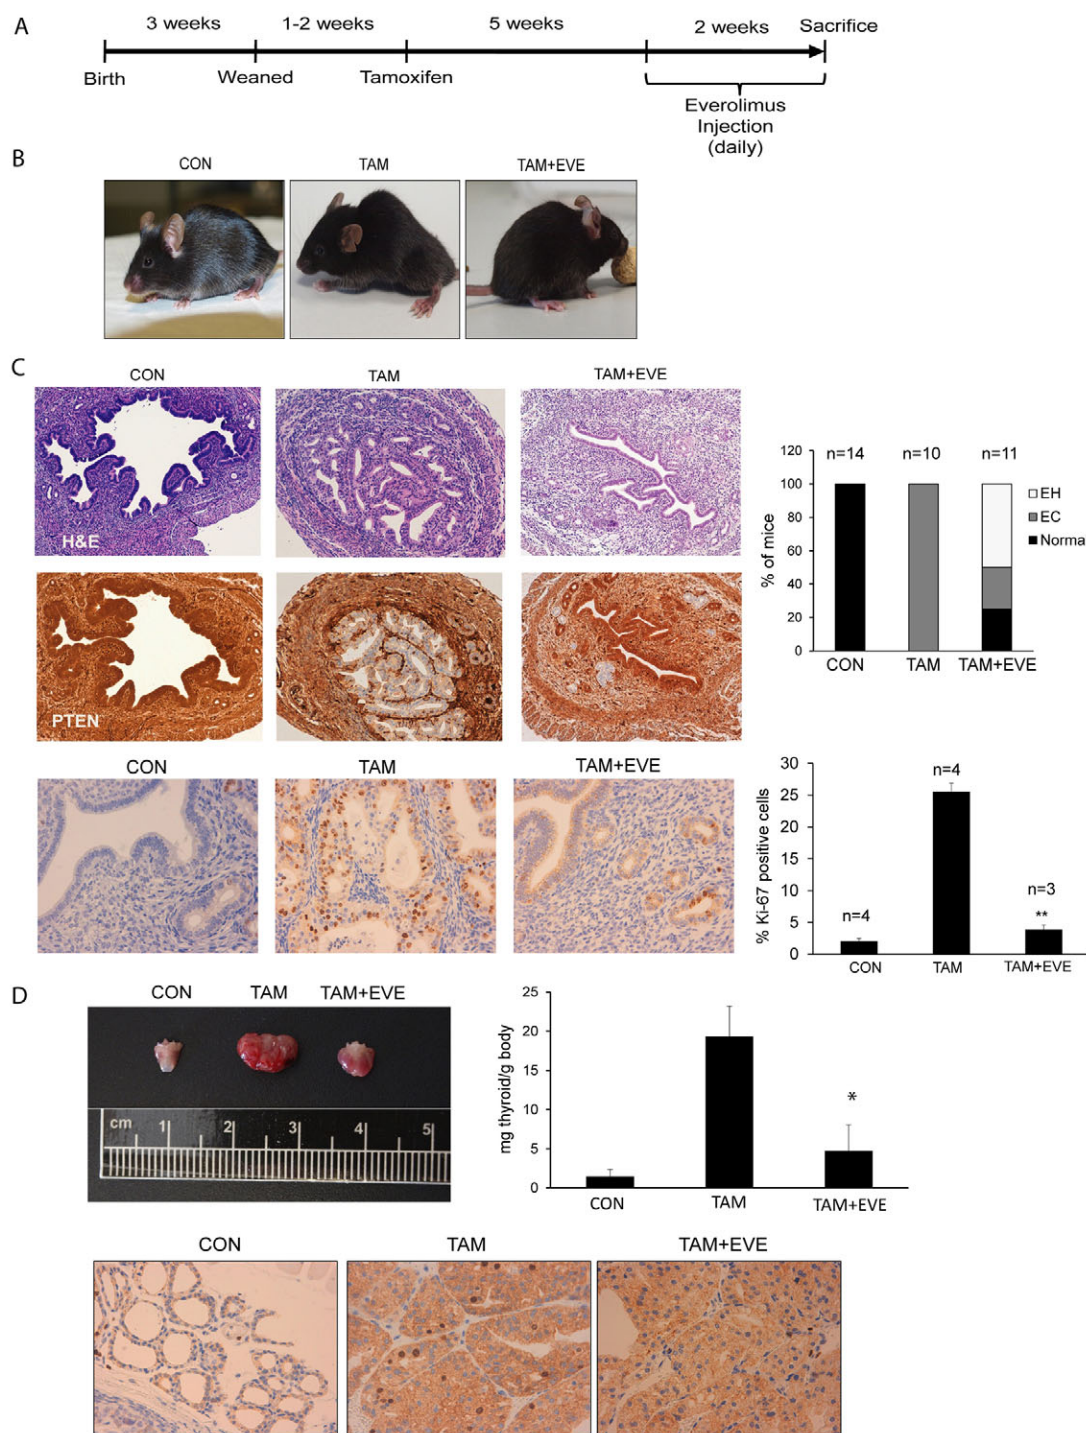 A
3 weeks
1-2 weeks
5 weeks
2 weeks
Sacrifice
Birth
Weaned
Tamoxifen
Everolimus
Injection
(daily)
B
CON
TAM
TAM+EVE
C
CON
TAM
TAM+EVE
H&E
PTEN
% of mice
120
100
80
60
40
20
0
n=14
n=10
n=11
EH
EC
Norma
CON
TAM
TAM+EVE
CON
TAM
TAM+EVE
% Ki-67 positive cells
30
25
20
15
10
5
0
n=4
n=4
n=3
**
CON
TAM
TAM+EVE
D
CON
TAM
TAM+EVE
cm 1 2 3 4 5
mg thyroid/g body
25
20
15
10
5
0
*
CON
TAM
TAM+EVE
CON
TAM
TAM+EVE